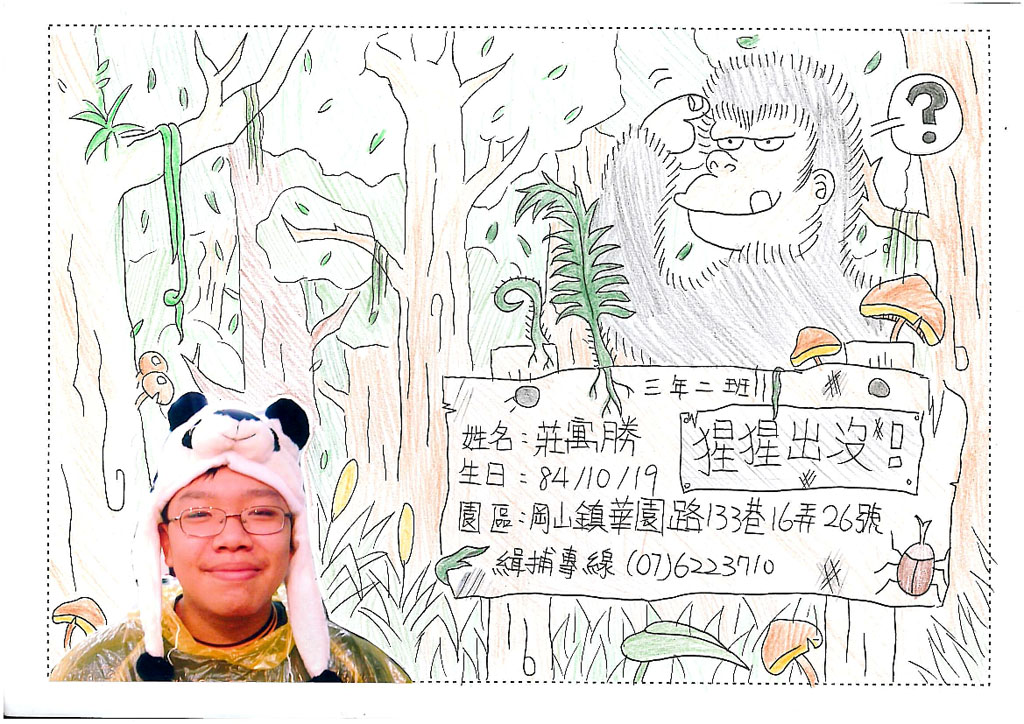 ?
三年二班
姓名：莊寓勝
猩猩出沒！
生日：84/10/19
園區：岡山鎮華園路133巷16弄26號
緝捕專線 (07)6223710